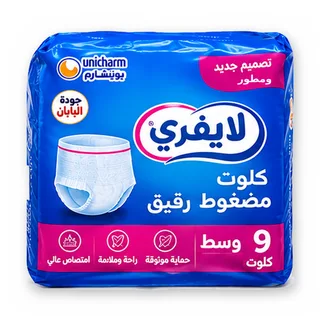 unicharm
يونيتشارم
تصميم جديد
ومطور
جودة
اليابان
لايفري®
كلوت
مضغوط رقيق
9 وسط
كلوت
حماية موثوقة
راحة وملاءمة
امتصاص عالي